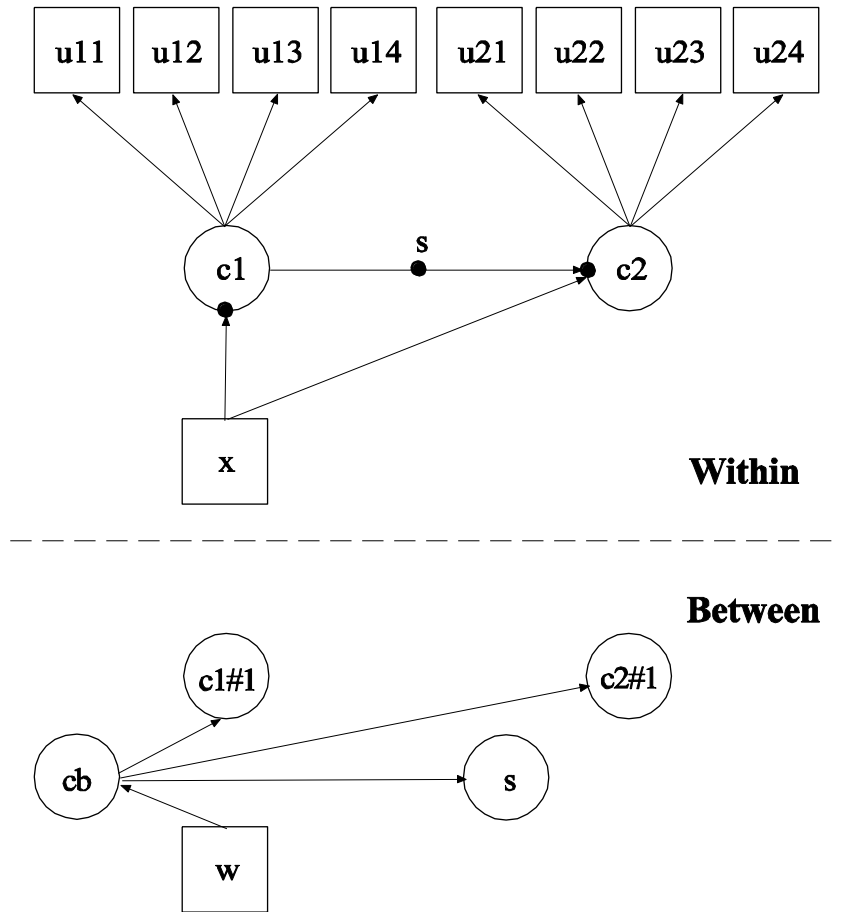 u11 u12 u13 u14 u21 u22 u23 u24
s
c1 c2
x
Within
Between
c1#1 c2#1
cb s
w